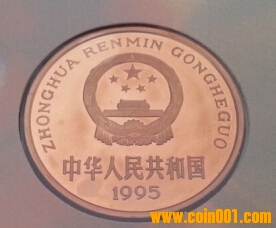 ZHONGHUA RENMIN GONGHEGUO
中华人民共和国
1995
www.coin001.com